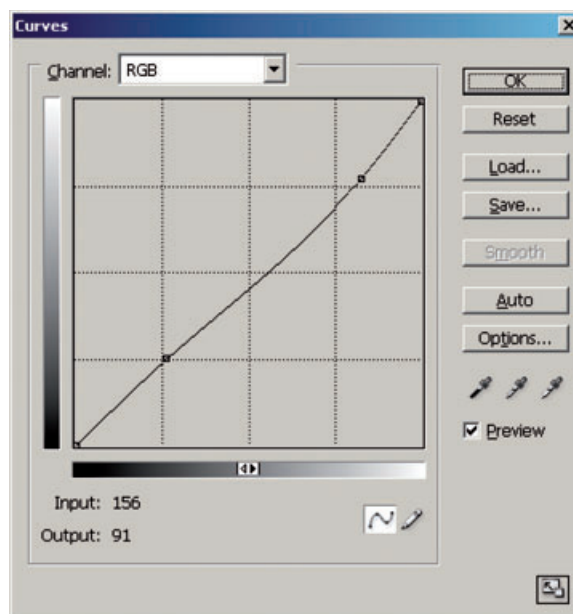 Curves
Channel: RGB
OK
Reset
Load...
Save...
Smooth
Auto
Options...
Preview
Input: 156
Output: 91